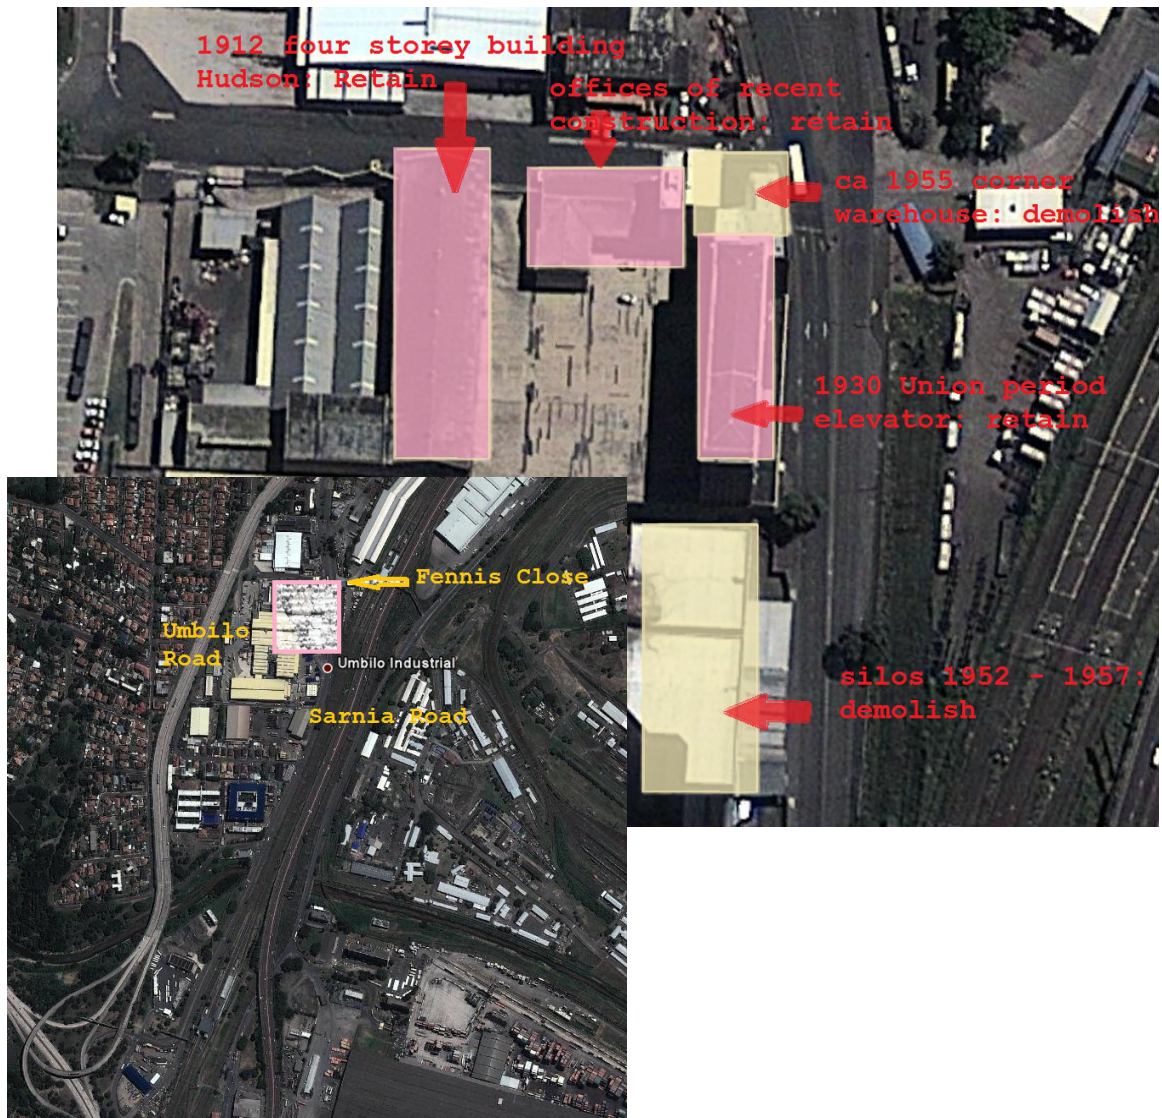 1912 four storey building
Hudson: Retain
offices of recent
construction: retain
ca 1955 corner
warehouse: demolish
1930 Union period
elevator: retain
silos 1952 - 1957:
demolish
Fennis Close
Umbilo
Road
Umbilo Industrial
Sarnia Road